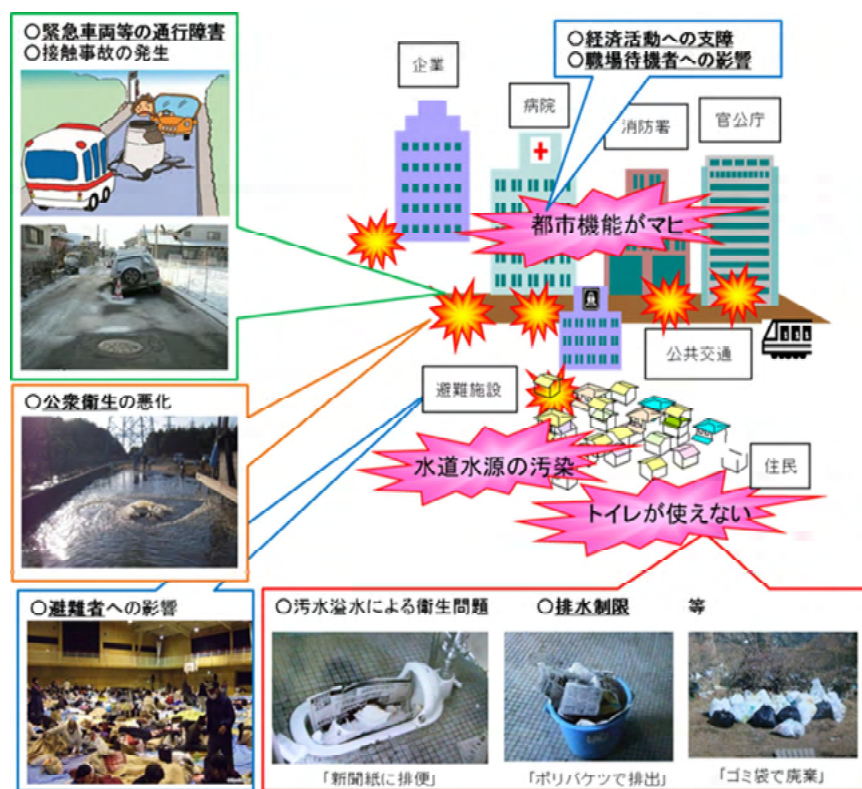 ○緊急車両等の通行障害
○接触事故の発生
○経済活動への支障
○職場待機者への影響
企業
病院
消防署
官公庁
都市機能がマヒ
公共交通
避難施設
○公衆衛生の悪化
水道水源の汚染
住民
トイレが使えない
○避難者への影響
○汚水溢水による衛生問題
○排水制限 等
「新聞紙に排便」
「ポリバケツで排出」
「ゴミ袋で廃棄」